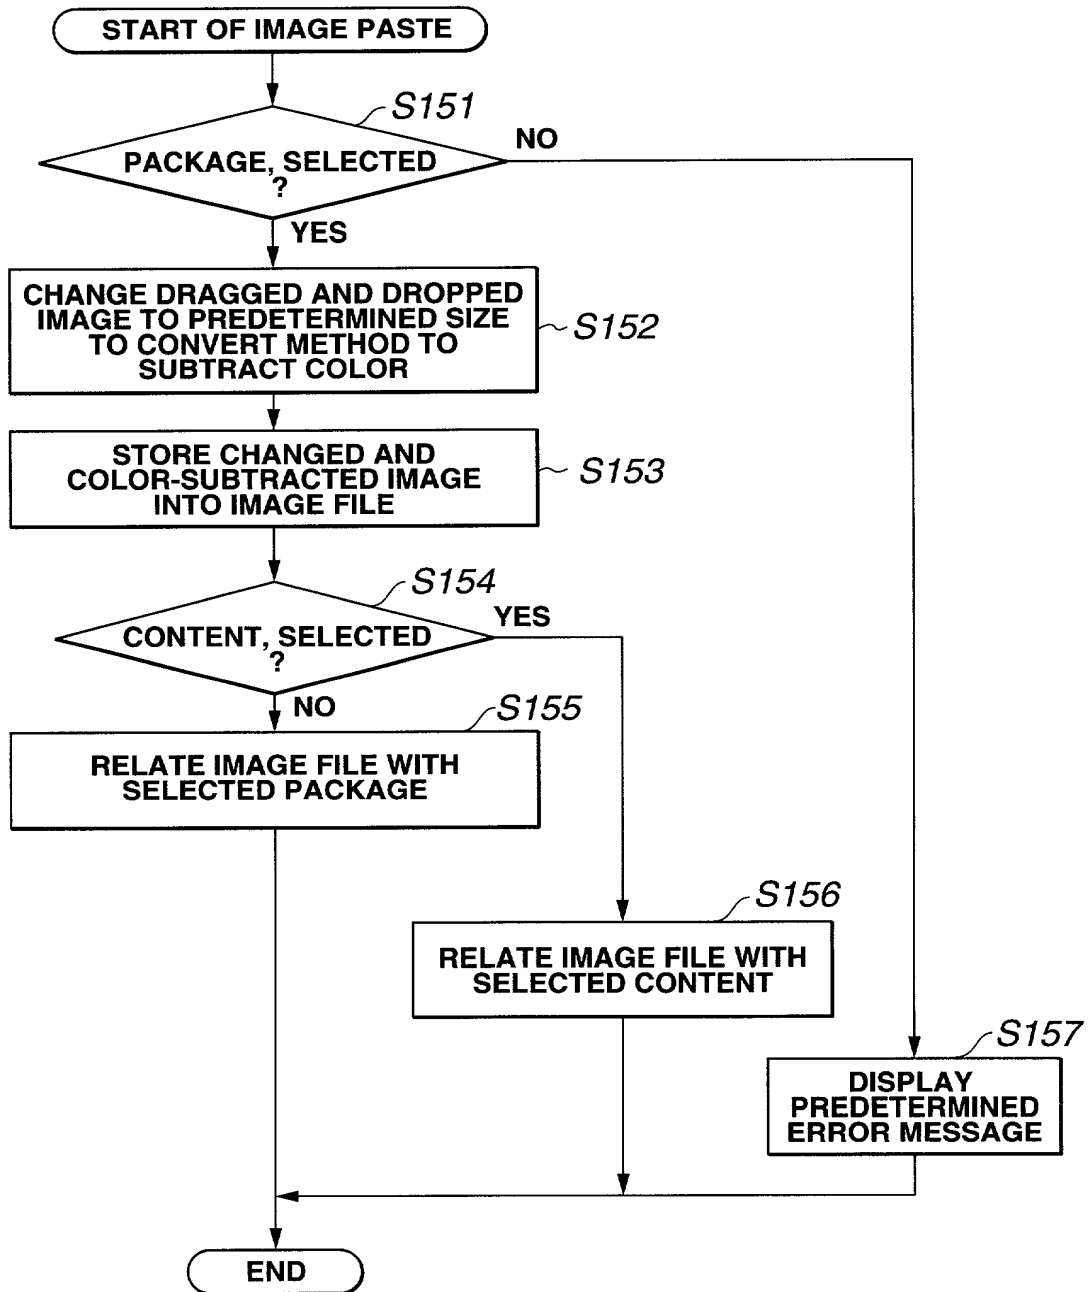 START OF IMAGE PASTE
S151
PACKAGE, SELECTED
?
NO
YES
CHANGE DRAGGED AND DROPPED
IMAGE TO PREDETERMINED SIZE
TO CONVERT METHOD TO
SUBTRACT COLOR
S152
STORE CHANGED AND
COLOR-SUBTRACTED IMAGE
INTO IMAGE FILE
S153
S154
CONTENT, SELECTED
?
YES
NO
S155
RELATE IMAGE FILE WITH
SELECTED PACKAGE
S156
RELATE IMAGE FILE WITH
SELECTED CONTENT
S157
DISPLAY
PREDETERMINED
ERROR MESSAGE
END